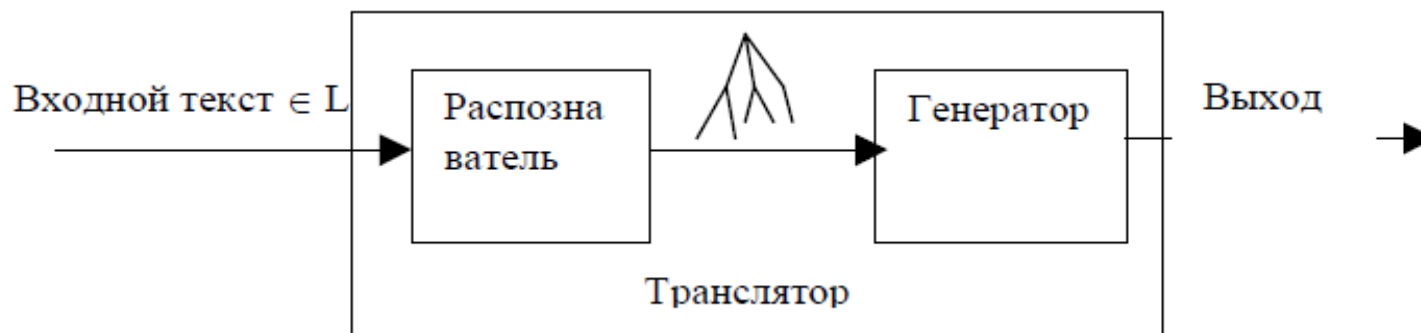 Входной текст ∈ L
Распозна
ватель
Генератор
Выход
Транслятор